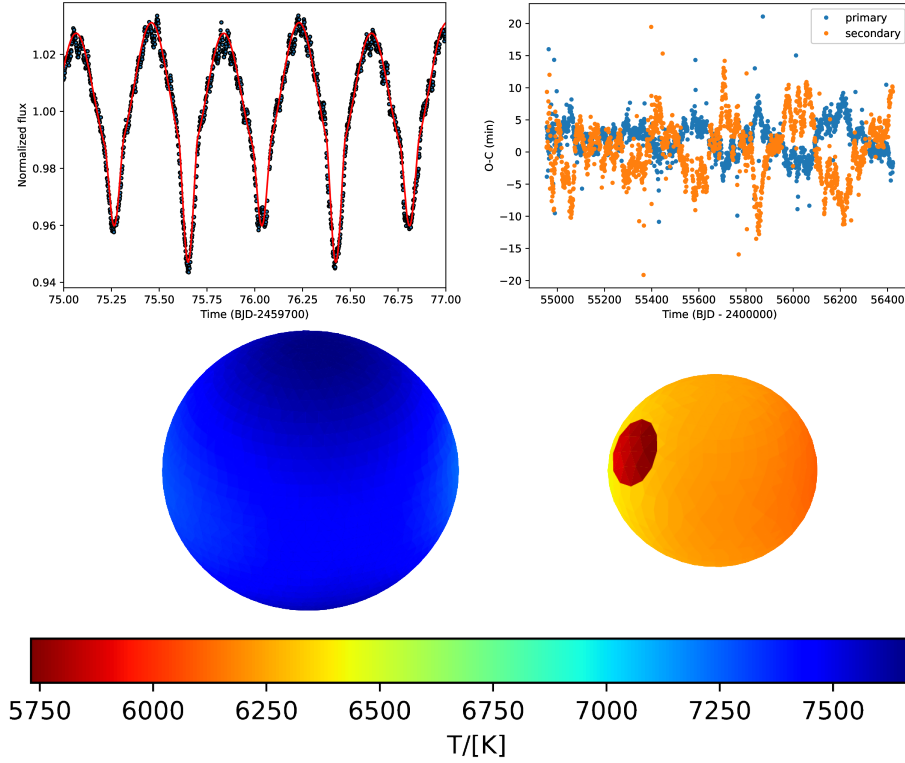 1.02
1.00
0.98
0.96
0.94
Normalized flux
75.00 75.25 75.50 75.75 76.00 76.25 76.50 76.75 77.00
Time (BJD-2459700)
20
15
10
5
0
−5
−10
−15
−20
O-C (min)
primary
secondary
55000 55200 55400 55600 55800 56000 56200 56400
Time (BJD - 2400000)
5750 6000 6250 6500 6750 7000 7250 7500
T/[K]